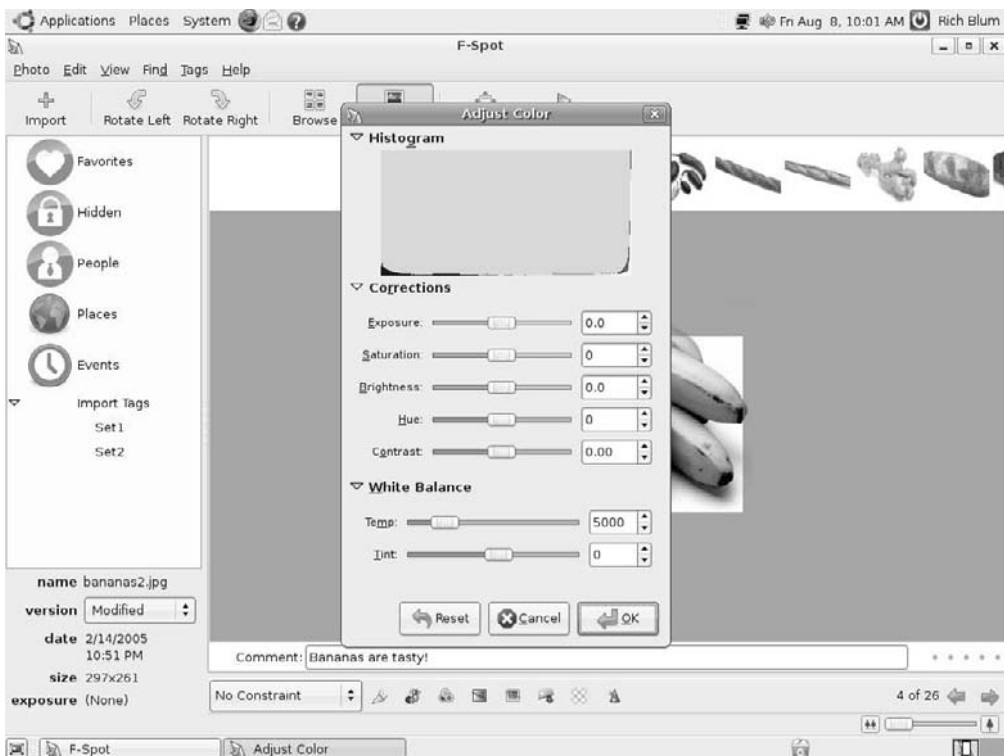 Applications Places System
Fri Aug 8, 10:01 AM Rich Blum
F-Spot
Photo Edit View Find Tags Help
Import Rotate Left Rotate Right Browse
Adjust Color
Histogram
Favorites
Hidden
People
Places
Events
Import Tags
Set1
Set2
Corrections
Exposure: 0.0
Saturation: 0
Brightness: 0.0
Hue: 0
Contrast: 0.00
White Balance
Temp: 5000
Tint: 0
Reset Cancel OK
name bananas2.jpg
version Modified
date 2/14/2005
10:51 PM
size 297x261
exposure (None)
Comment: Bananas are tasty!
No Constraint
4 of 26
F-Spot Adjust Color